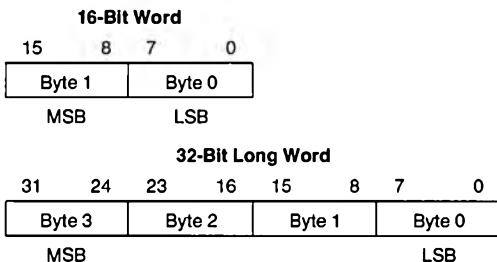 16-Bit Word
15 8 7 0
Byte 1 Byte 0
MSB LSB
32-Bit Long Word
31 24 23 16 15 8 7 0
Byte 3 Byte 2 Byte 1 Byte 0
MSB LSB